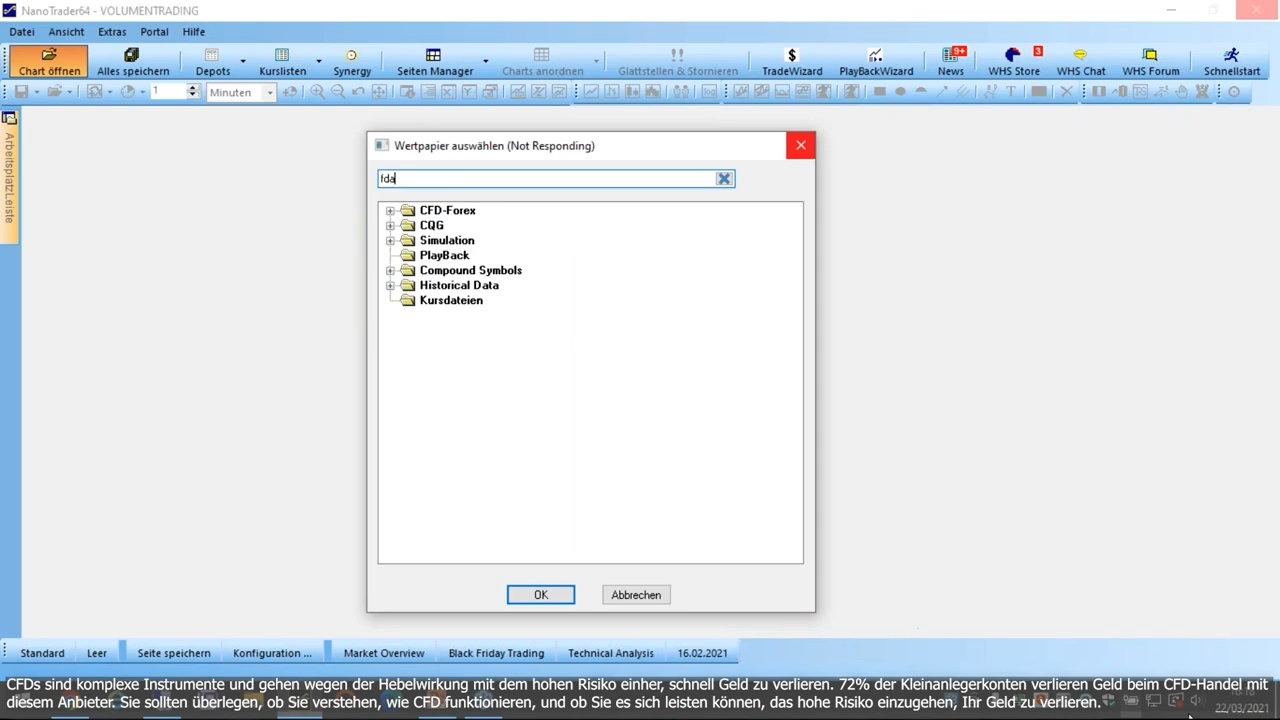 NanoTrader64 - VOLUMENTRADING
Datei Ansicht Extras Portal Hilfe
9+ 3
Chart öffnen Alles speichern Depots Kurslisten Synergy Seiten Manager Charts anordnen Glattstellen & Stornieren TradeWizard PlayBackWizard News WHS Store WHS Chat WHS Forum Schnellstart
1 Minuten
ArbeitsplatzLeiste
Wertpapier auswählen (Not Responding)
fda
CFD-Forex
CQG
Simulation
PlayBack
Compound Symbols
Historical Data
Kursdateien
OK Abbrechen
Standard Leer Seite speichern Konfiguration ... Market Overview Black Friday Trading Technical Analysis 16.02.2021
CFDs sind komplexe Instrumente und gehen wegen der Hebelwirkung mit dem hohen Risiko einher, schnell Geld zu verlieren. 72% der Kleinanlegerkonten verlieren Geld beim CFD-Handel mit
diesem Anbieter. Sie sollten überlegen, ob Sie verstehen, wie CFD funktionieren, und ob Sie es sich leisten können, das hohe Risiko einzugehen, Ihr Geld zu verlieren.
22/03/2021